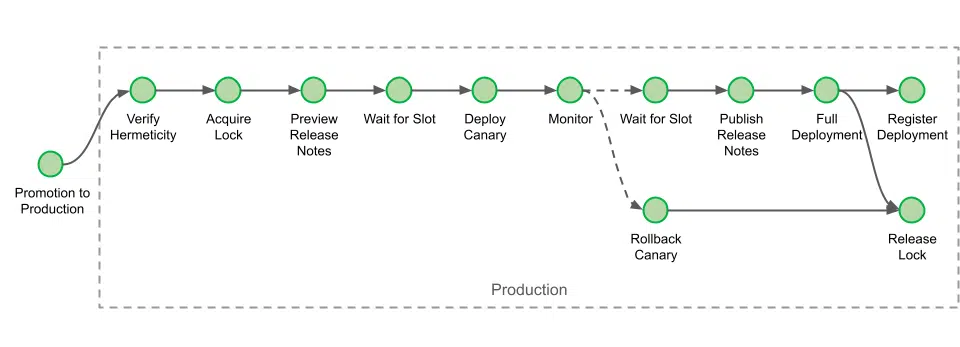 Verify
Hermeticity
Acquire
Lock
Preview
Release
Notes
Wait for Slot
Deploy
Canary
Monitor
Wait for Slot
Publish
Release
Notes
Full
Deployment
Register
Deployment
Promotion to
Production
Rollback
Canary
Release
Lock
Production